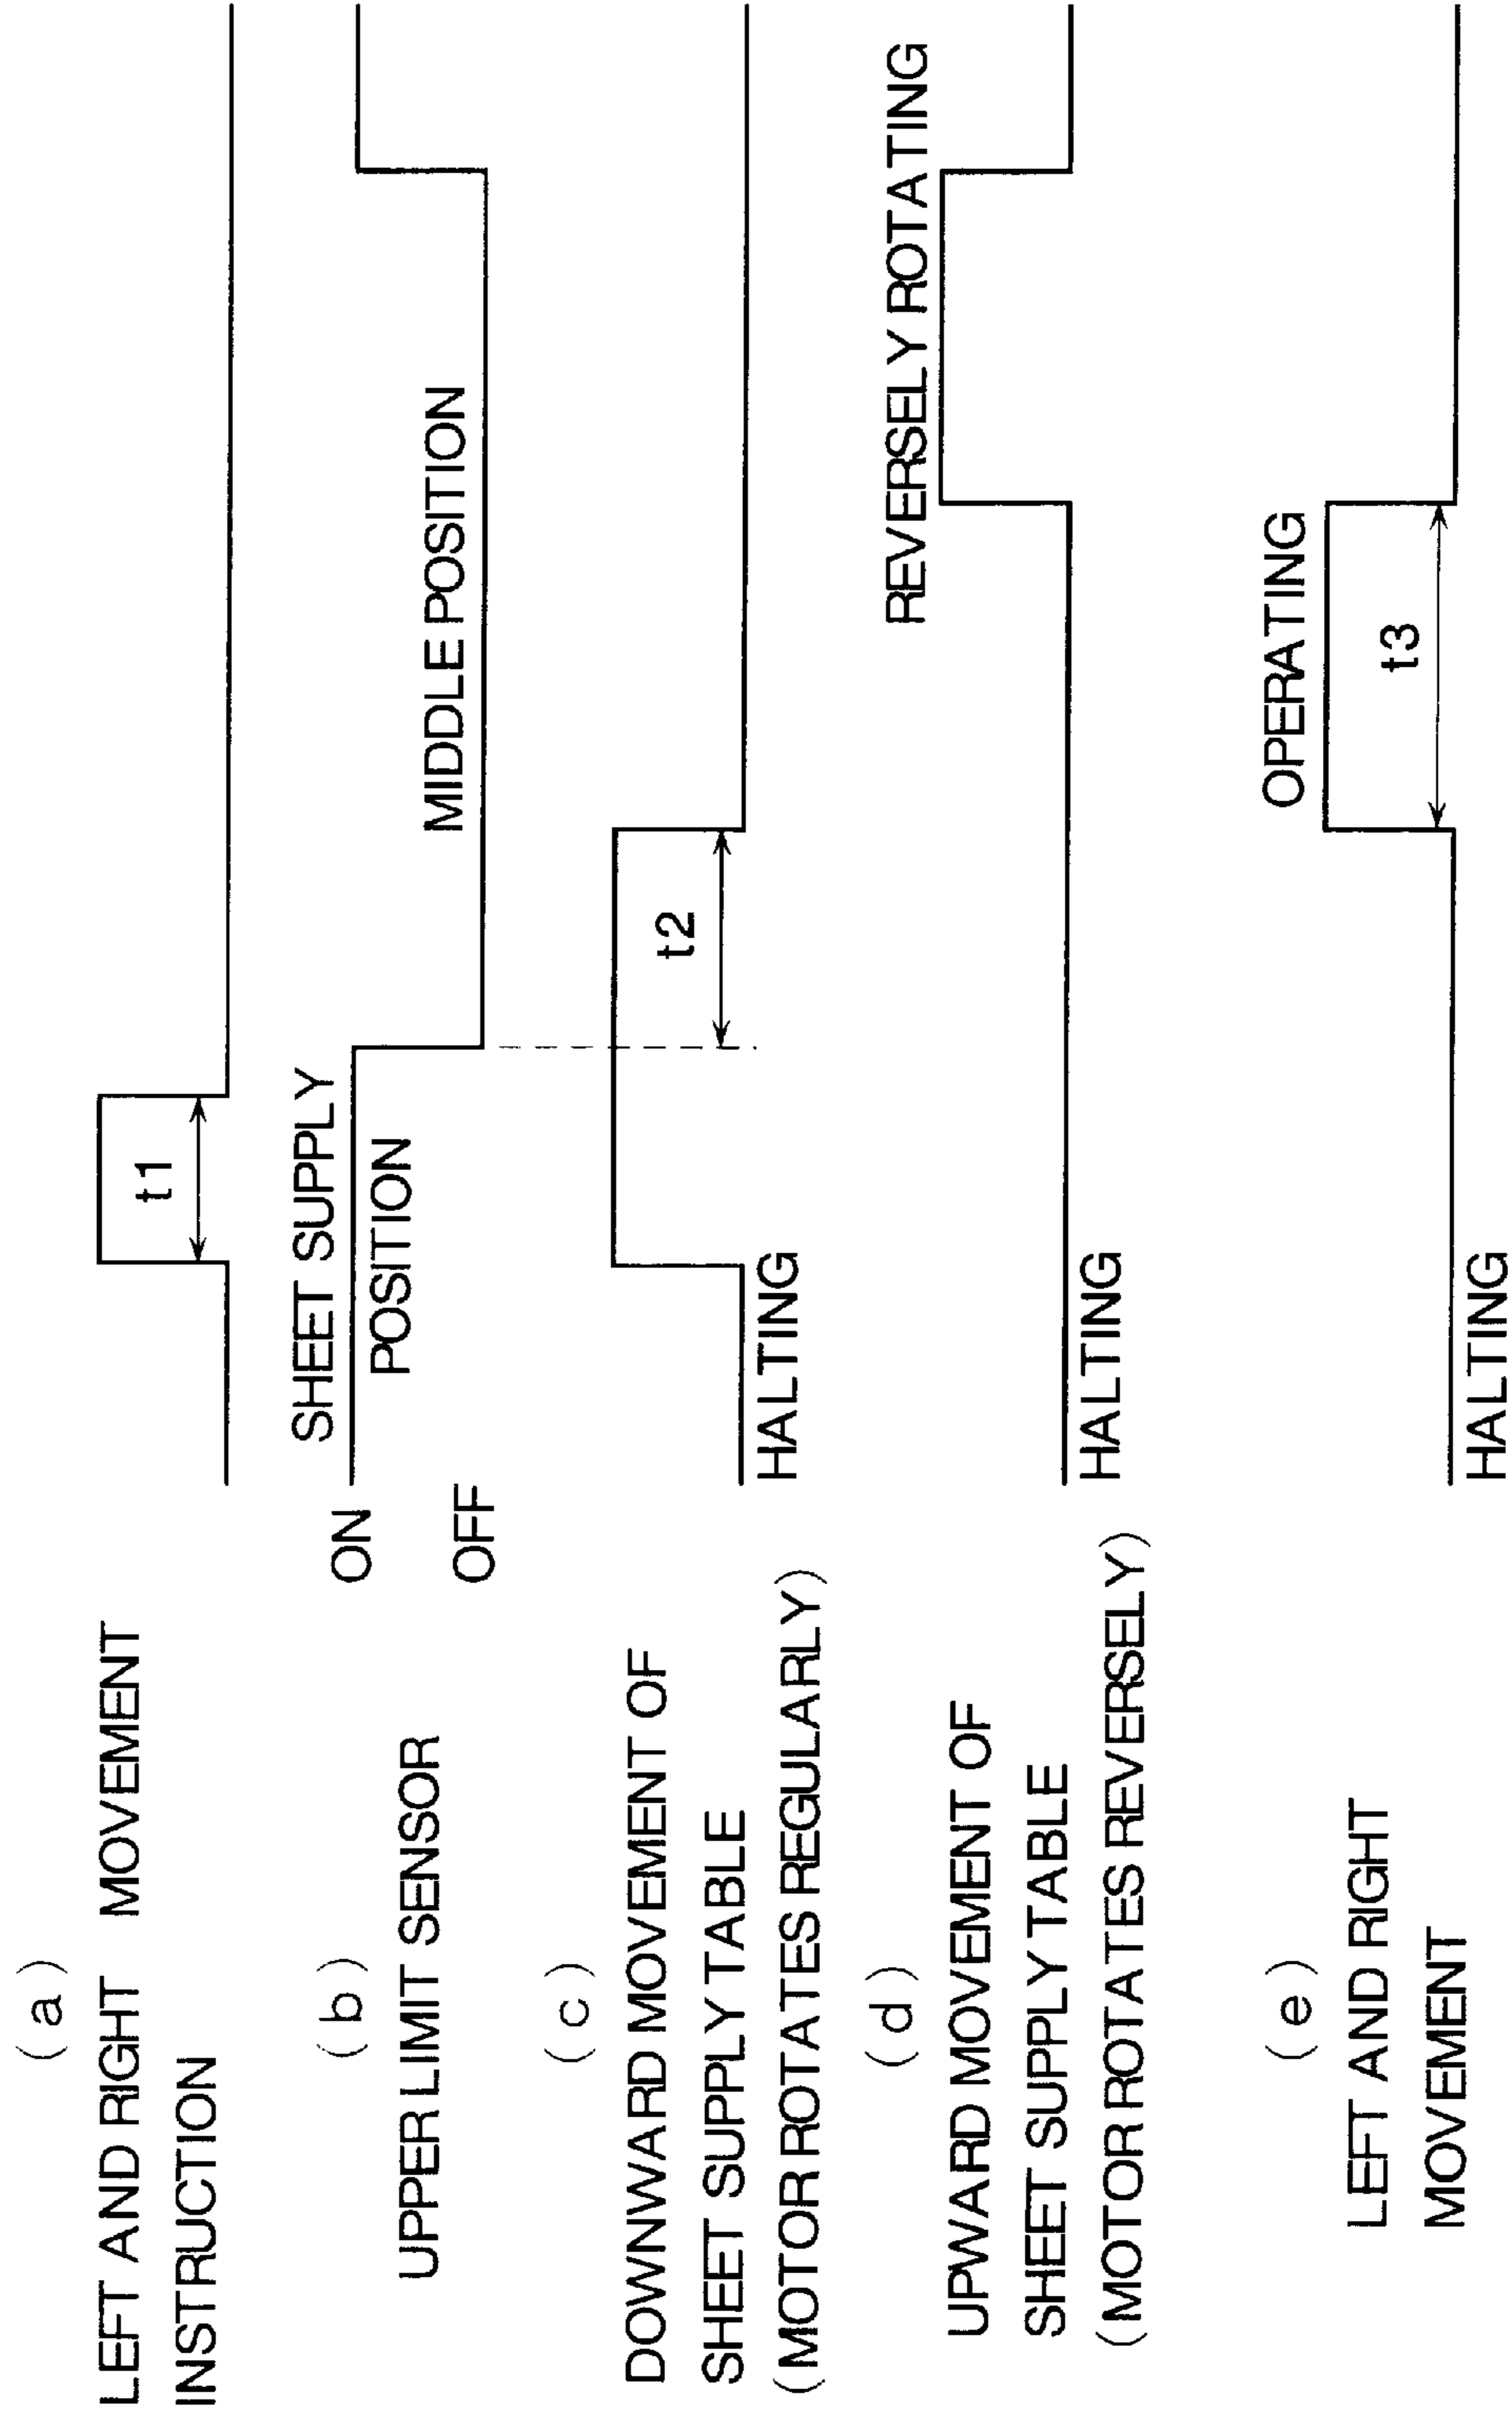 (a)
LEFT AND RIGHT MOVEMENT
INSTRUCTION
t1
(b)
UPPER LIMIT SENSOR
ON
OFF
SHEET SUPPLY
POSITION
MIDDLE POSITION
(c)
DOWNWARD MOVEMENT OF
SHEET SUPPLY TABLE
(MOTOR ROTATES REGULARLY)
HALTING
t2
(d)
UPWARD MOVEMENT OF
SHEET SUPPLY TABLE
(MOTOR ROTATES REVERSELY)
HALTING
REVERSELY ROTATING
(e)
LEFT AND RIGHT
MOVEMENT
HALTING
OPERATING
t3